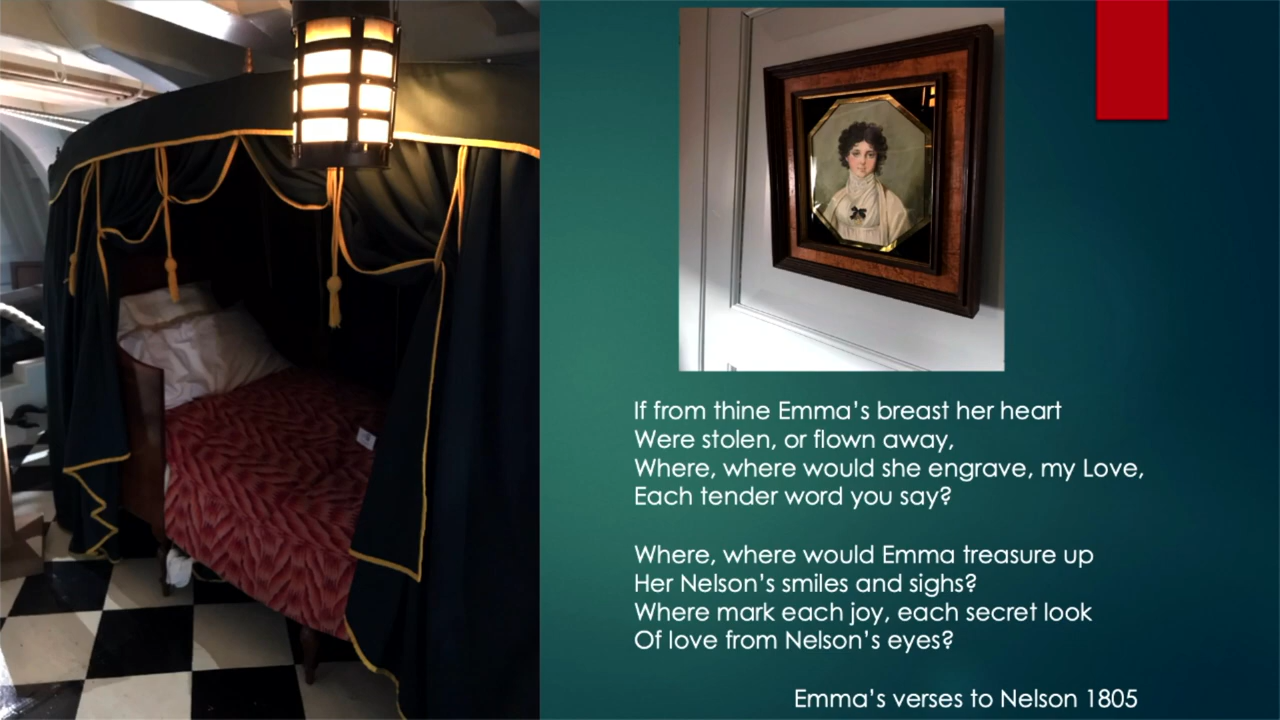 If from thine Emma’s breast her heart
Were stolen, or flown away,
Where, where would she engrave, my Love,
Each tender word you say?
Where, where would Emma treasure up
Her Nelson’s smiles and sighs?
Where mark each joy, each secret look
Of love from Nelson’s eyes?
Emma’s verses to Nelson 1805